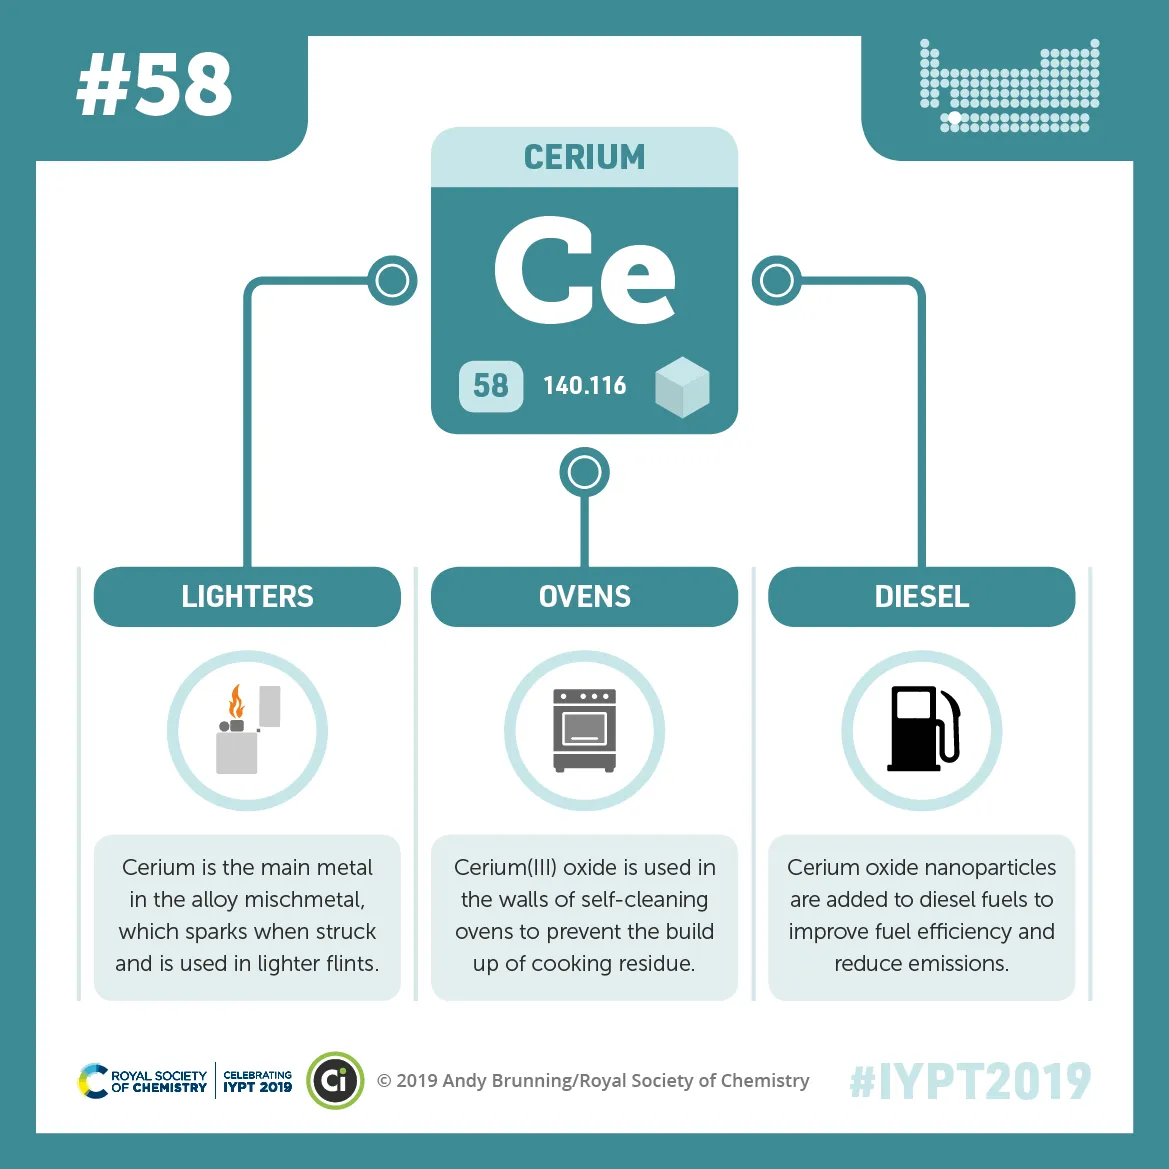 #58
CERIUM
Ce
58 140.116
LIGHTERS
Cerium is the main metal
in the alloy mischmetal,
which sparks when struck
and is used in lighter flints.
OVENS
Cerium(III) oxide is used in
the walls of self-cleaning
ovens to prevent the build
up of cooking residue.
DIESEL
Cerium oxide nanoparticles
are added to diesel fuels to
improve fuel efficiency and
reduce emissions.
ROYAL SOCIETY
OF CHEMISTRY
CELEBRATING
IYPT 2019
Ci
© 2019 Andy Brunning/Royal Society of Chemistry
#IYPT2019